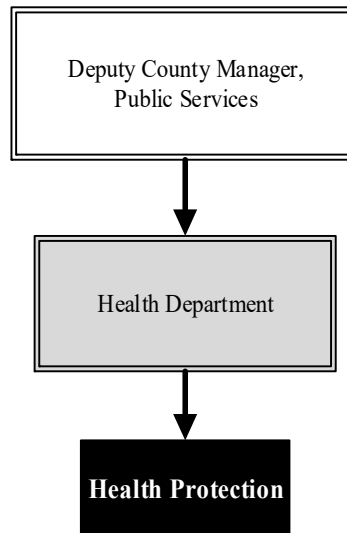 Deputy County Manager,
Public Services
Health Department
Health Protection